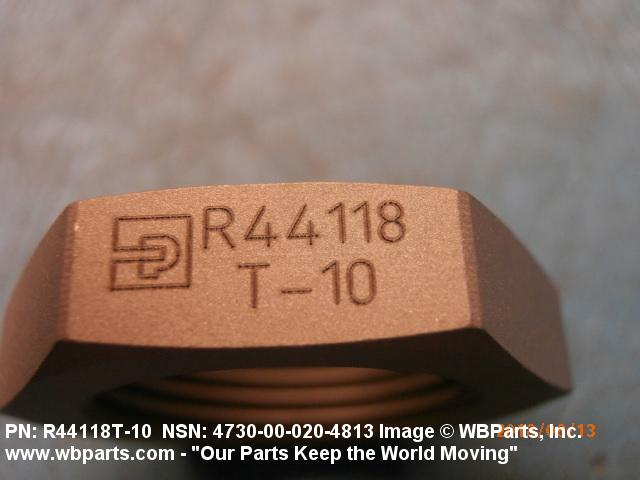 R44118
T-10
PN: R44118T-10 NSN: 4730-00-020-4813 Image © WBParts, Inc.
www.wbparts.com - "Our Parts Keep the World Moving"